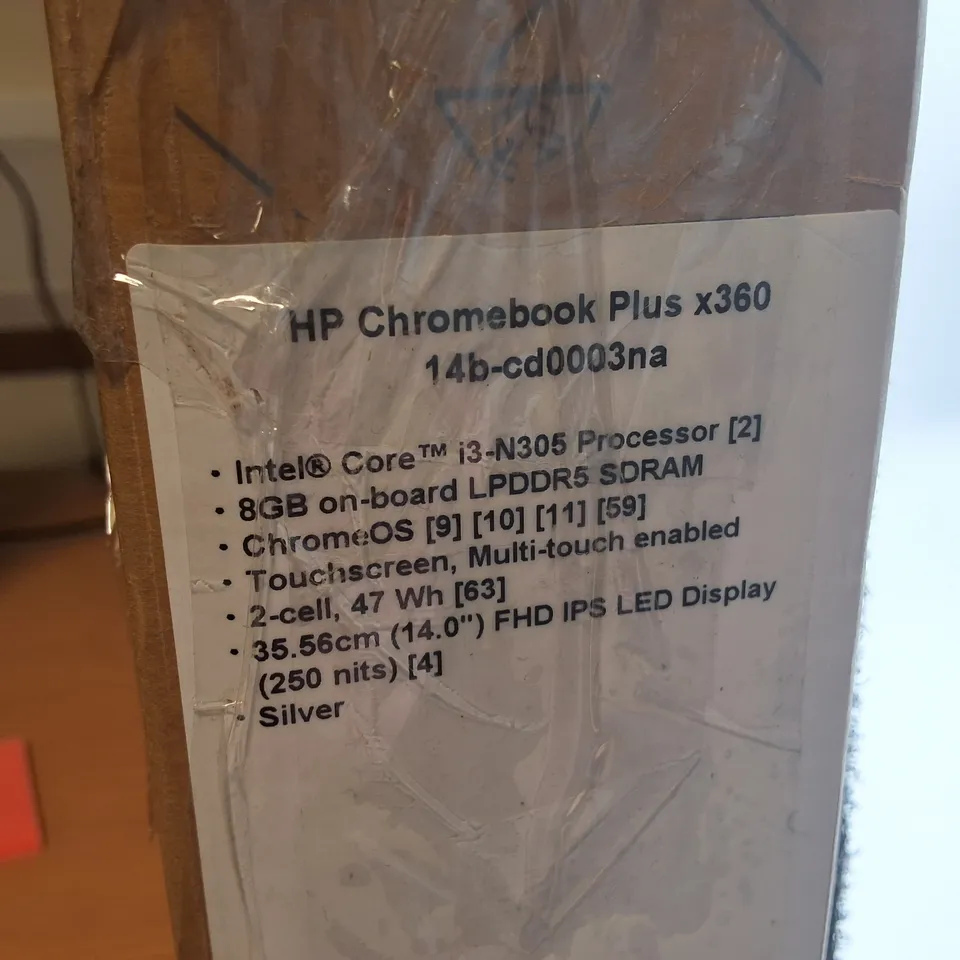 HP Chromebook Plus x360
14b-cd0003na
• Intel® Core™ i3-N305 Processor [2]
• 8GB on-board LPDDR5 SDRAM
• ChromeOS [9] [10] [11] [59]
• Touchscreen, Multi-touch enabled
• 2-cell, 47 Wh [63]
• 35.56cm (14.0") FHD IPS LED Display
(250 nits) [4]
• Silver